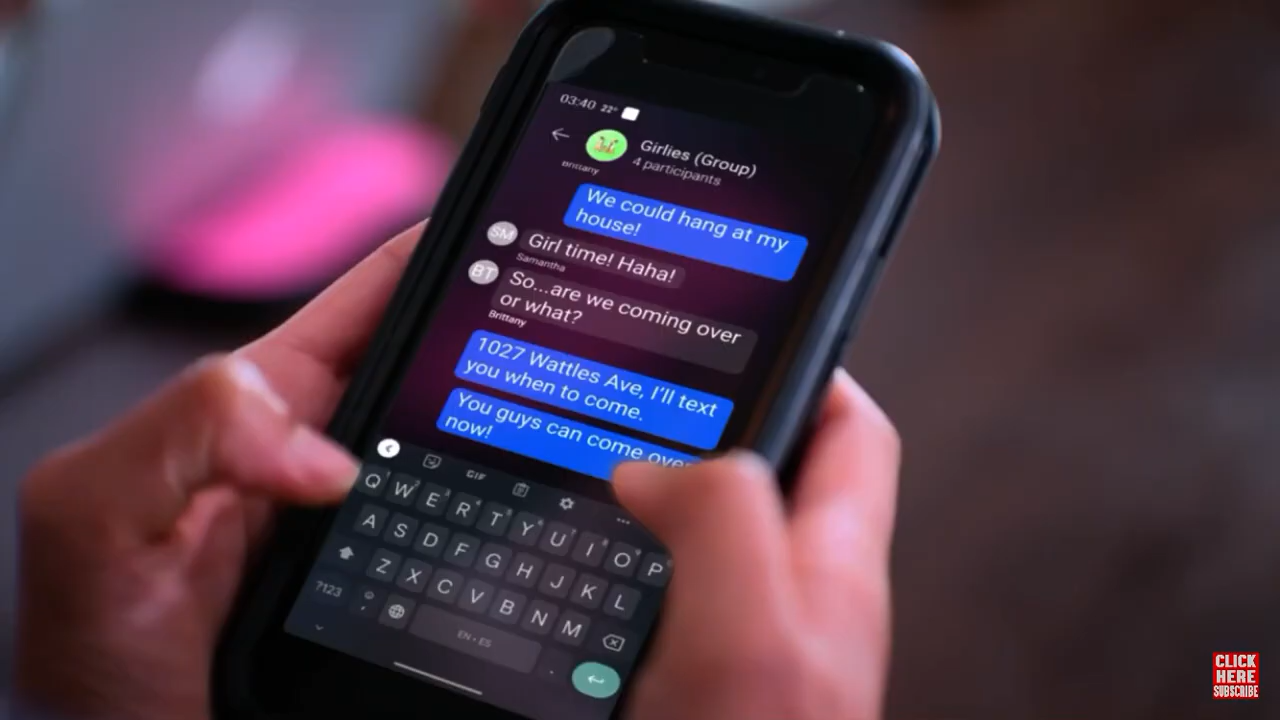 03:40 22°
Girlies (Group)
4 participants
Brittany
We could hang at my
house!
SM
Girl time! Haha!
Samantha
BT
So...are we coming over
or what?
Brittany
1027 Wattles Ave, I'll text
you when to come.
You guys can come over
now!
GIF
Q W E R T Y U I O P
A S D F G H J K L
Z X C V B N M
?123
EN • ES
CLICK
HERE
SUBSCRIBE